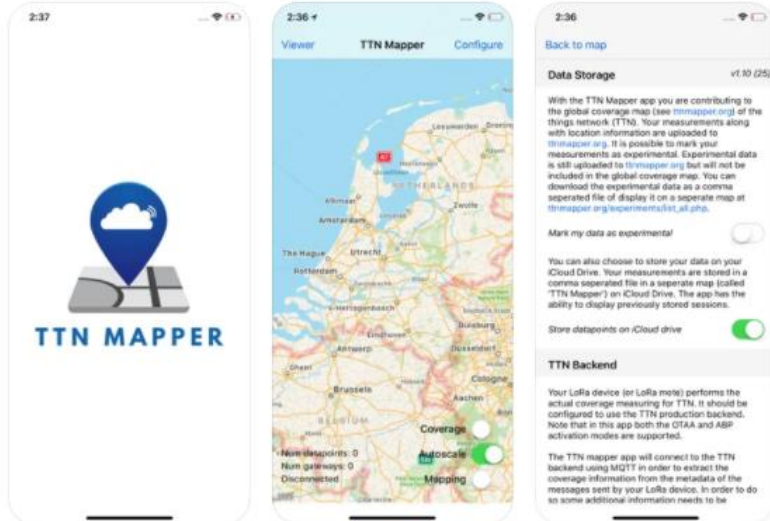 2:37
TTN MAPPER
2:36
Viewer
TTN Mapper
Configure
Leeuwarden
A7
NETHERLANDS
Alkmaar
Amsterdam
Zwolle
The Hague
Utrecht
Rotterdam
's-Hertogenbosch
Eindhoven
Duisburg
Antwerp
Düsseldorf
Ghent
Cologne
Brussels
Aachen
BELGIUM
Coverage
Num datapoints: 0
Autoscale
Num gateways: 0
Disconnected
Mapping
2:36
Back to map
Data Storage
v1.10 (25)
With the TTN Mapper app you are contributing to
the global coverage map (see ttnmapper.org) of the
things network (TTN). Your measurements along
with location information are uploaded to
ttnmapper.org. It is possible to mark your
measurements as experimental. Experimental data
is still uploaded to ttnmapper.org but will not be
included in the global coverage map. You can
download the experimental data as a comma
seperated file of display it on a seperate map at
ttnmapper.org/experiments/list_all.php.
Mark my data as experimental
You can also choose to store your data on your
iCloud Drive. Your measurements are stored in a
comma seperated file in a seperate map (called
'TTN Mapper') on iCloud Drive. The app has the
ability to display previously stored sessions.
Store datapoints on iCloud drive
TTN Backend
Your LoRa device (or LoRa mote) performs the
actual coverage measuring for TTN. It should be
configured to use the TTN production backend.
Note that in this app both the OTAA and ABP
activation modes are supported.
The TTN mapper app will connect to the TTN
backend using MQTT in order to extract the
coverage information from the metadata of the
messages sent by your LoRa device. In order to do
so some additional information needs to be